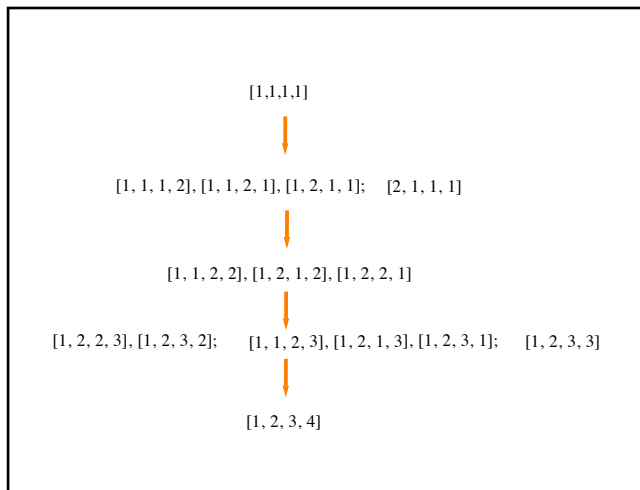 [1,1,1,1]
[1, 1, 1, 2], [1, 1, 2, 1], [1, 2, 1, 1]; [2, 1, 1, 1]
[1, 1, 2, 2], [1, 2, 1, 2], [1, 2, 2, 1]
[1, 2, 2, 3], [1, 2, 3, 2]; [1, 1, 2, 3], [1, 2, 1, 3], [1, 2, 3, 1]; [1, 2, 3, 3]
[1, 2, 3, 4]